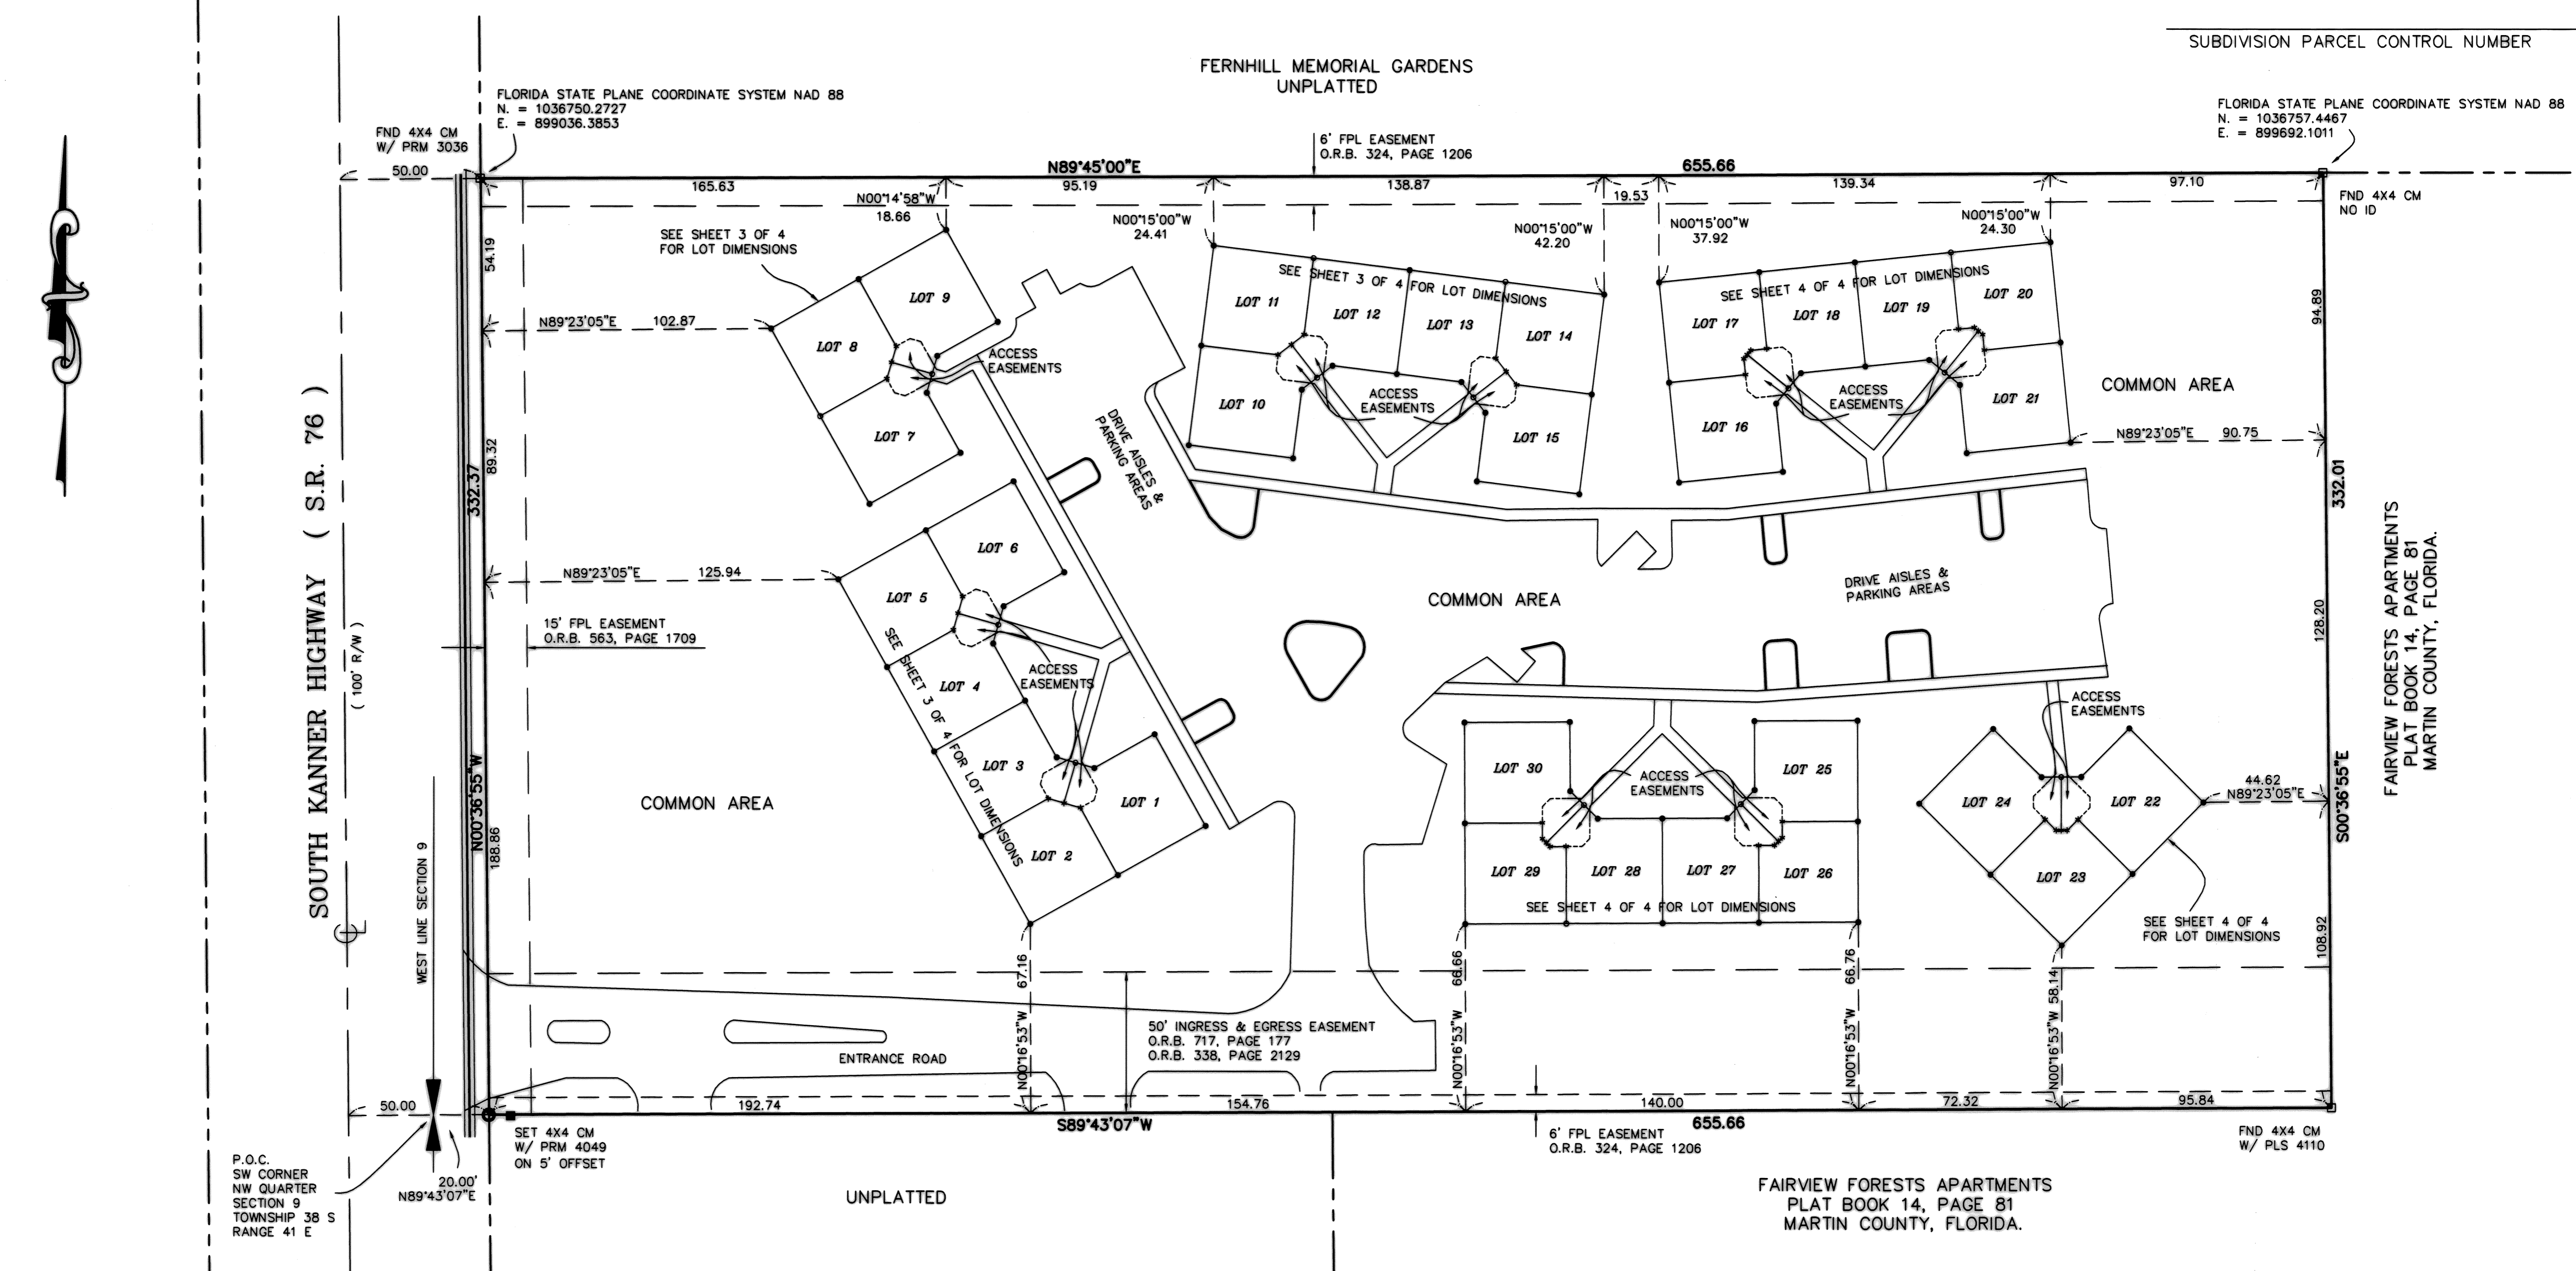 SUBDIVISION PARCEL CONTROL NUMBER
FERNHILL MEMORIAL GARDENS
UNPLATTED
FLORIDA STATE PLANE COORDINATE SYSTEM NAD 88
N. = 1036750.2727
E. = 899036.3853
FLORIDA STATE PLANE COORDINATE SYSTEM NAD 88
N. = 1036757.4467
E. = 899692.1011
FND 4X4 CM
W/ PRM 3036
6' FPL EASEMENT
O.R.B. 324, PAGE 1206
50.00
N89°45'00"E
655.66
165.63
95.19
138.87
19.53
139.34
97.10
FND 4X4 CM
NO ID
N00°14'58"W
18.66
N00°15'00"W
24.41
N00°15'00"W
42.20
N00°15'00"W
37.92
N00°15'00"W
24.30
54.19
SEE SHEET 3 OF 4
FOR LOT DIMENSIONS
SEE SHEET 3 OF 4 FOR LOT DIMENSIONS
SEE SHEET 4 OF 4 FOR LOT DIMENSIONS
LOT 9
LOT 11
LOT 12
LOT 13
LOT 14
LOT 17
LOT 18
LOT 19
LOT 20
94.89
N89°23'05"E 102.87
LOT 8
ACCESS
EASEMENTS
LOT 7
LOT 10
ACCESS
EASEMENTS
LOT 15
LOT 16
ACCESS
EASEMENTS
LOT 21
COMMON AREA
N89°23'05"E 90.75
DRIVE AISLES &
PARKING AREAS
89.32
332.37
332.01
SOUTH KANNER HIGHWAY ( S.R. 76 )
( 100' R/W )
N89°23'05"E 125.94
LOT 6
LOT 5
15' FPL EASEMENT
O.R.B. 563, PAGE 1709
LOT 4
ACCESS
EASEMENTS
SEE SHEET 3 OF 4 FOR LOT DIMENSIONS
LOT 3
LOT 1
LOT 2
COMMON AREA
COMMON AREA
DRIVE AISLES &
PARKING AREAS
128.20
FAIRVIEW FORESTS APARTMENTS
PLAT BOOK 14, PAGE 81
MARTIN COUNTY, FLORIDA.
ACCESS
EASEMENTS
LOT 30
ACCESS
EASEMENTS
LOT 25
LOT 29
LOT 28
LOT 27
LOT 26
SEE SHEET 4 OF 4 FOR LOT DIMENSIONS
LOT 24
LOT 22
LOT 23
44.62
N89°23'05"E
S00°36'55"E
SEE SHEET 4 OF 4
FOR LOT DIMENSIONS
108.92
N00°36'55"W
188.86
WEST LINE SECTION 9
N00°16'53"W 67.16
N00°16'53"W 66.66
N00°16'53"W 66.76
N00°16'53"W 58.14
50' INGRESS & EGRESS EASEMENT
O.R.B. 717, PAGE 177
O.R.B. 338, PAGE 2129
ENTRANCE ROAD
50.00
192.74
154.76
140.00
72.32
95.84
S89°43'07"W
655.66
SET 4X4 CM
W/ PRM 4049
ON 5' OFFSET
6' FPL EASEMENT
O.R.B. 324, PAGE 1206
FND 4X4 CM
W/ PLS 4110
P.O.C.
SW CORNER
NW QUARTER
SECTION 9
TOWNSHIP 38 S
RANGE 41 E
20.00'
N89°43'07"E
UNPLATTED
FAIRVIEW FORESTS APARTMENTS
PLAT BOOK 14, PAGE 81
MARTIN COUNTY, FLORIDA.